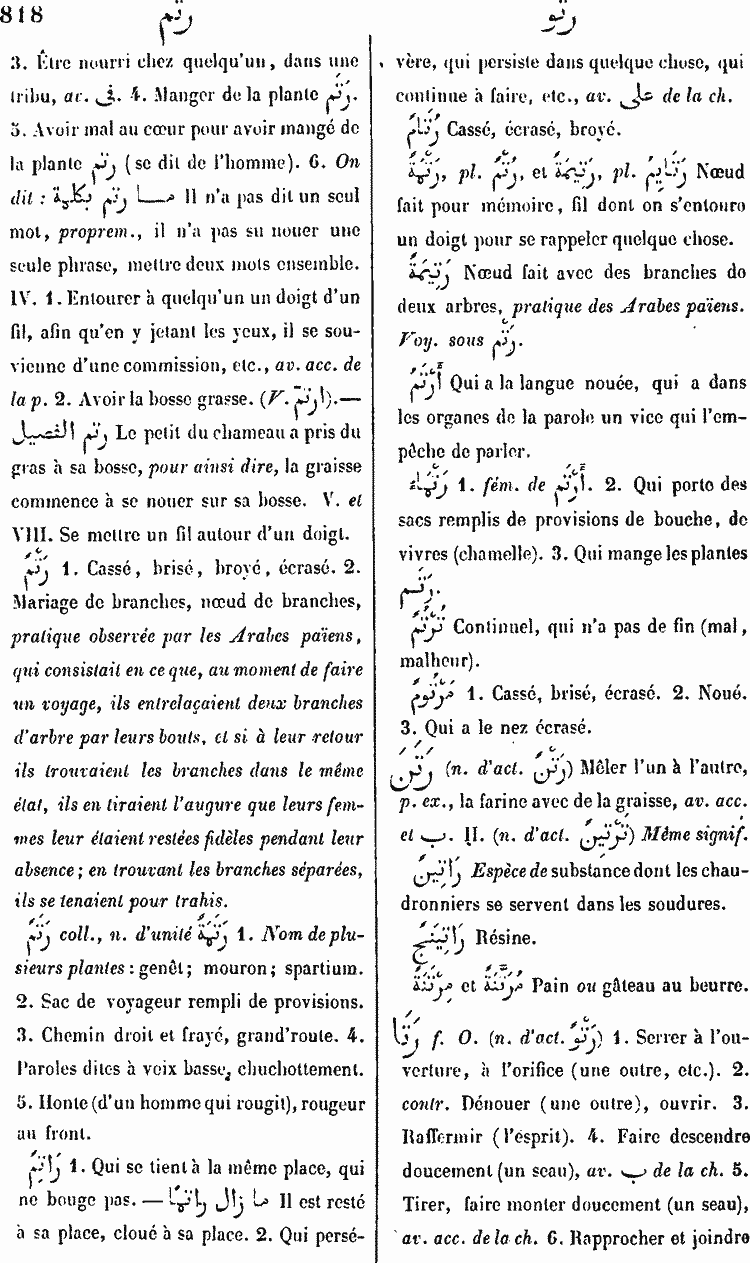 818 رتم رتو
3. Être nourri chez quelqu'un, dans une
tribu, av. في. 4. Manger de la plante رَتَم.
5. Avoir mal au cœur pour avoir mangé de
la plante رتم (se dit de l'homme). 6. On
dit : مـا رتم بكلمة Il n'a pas dit un seul
mot, proprem., il n'a pas su nouer une
seule phrase, mettre deux mots ensemble.
IV. 1. Entourer à quelqu'un un doigt d'un
fil, afin qu'en y jetant les yeux, il se sou-
vienne d'une commission, etc., av. acc. de
la p. 2. Avoir la bosse grasse. (V. ارتمّ).—
رتم الفصيل Le petit du chameau a pris du
gras à sa bosse, pour ainsi dire, la graisse
commence à se nouer sur sa bosse. V. et
VIII. Se mettre un fil autour d'un doigt.
رَتْمٌ 1. Cassé, brisé, broyé, écrasé. 2.
Mariage de branches, nœud de branches,
pratique observée par les Arabes païens,
qui consistait en ce que, au moment de faire
un voyage, ils entrelaçaient deux branches
d'arbre par leurs bouts, et si à leur retour
ils trouvaient les branches dans le même
état, ils en tiraient l'augure que leurs fem-
mes leur étaient restées fidèles pendant leur
absence ; en trouvant les branches séparées,
ils se tenaient pour trahis.
رَتَمٌ coll., n. d'unité رَتَمَةٌ 1. Nom de plu-
sieurs plantes : genêt ; mouron ; spartium.
2. Sac de voyageur rempli de provisions.
3. Chemin droit et frayé, grand'route. 4.
Paroles dites à voix basse, chuchottement.
5. Honte (d'un homme qui rougit), rougeur
au front.
رَاتِمٌ 1. Qui se tient à la même place, qui
ne bouge pas. — ما زال راتِمًا Il est resté
à sa place, cloué à sa place. 2. Qui persé-
vère, qui persiste dans quelque chose, qui
continue à faire, etc., av. على de la ch.
رُتَامٌ Cassé, écrasé, broyé.
رَتْمَةٌ, pl. رَتْمٌ, et رَتِيمَةٌ, pl. رَتَايِمُ Nœud
fait pour mémoire, fil dont on s'entoure
un doigt pour se rappeler quelque chose.
رَتِيمَةٌ Nœud fait avec des branches de
deux arbres, pratique des Arabes païens.
Voy. sous رَتْم.
أَرْتَمُ Qui a la langue nouée, qui a dans
les organes de la parole un vice qui l'em-
pêche de parler.
رَتْمَاءُ 1. fém. de أَرْتَم. 2. Qui porte des
sacs remplis de provisions de bouche, de
vivres (chamelle). 3. Qui mange les plantes
رَتَم.
تُرْتُمٌ Continuel, qui n'a pas de fin (mal,
malheur).
مَرْتُومٌ 1. Cassé, brisé, écrasé. 2. Noué.
3. Qui a le nez écrasé.
رَتَنَ (n. d'act. رَتْنٌ) Mêler l'un à l'autre,
p. ex., la farine avec de la graisse, av. acc.
et ب. II. (n. d'act. تَرْتِينٌ) Même signif.
رَاتِينٌ Espèce de substance dont les chau-
dronniers se servent dans les soudures.
رَاتِينَجٌ Résine.
مُرَتَّنَةٌ et مَرْتَنَةٌ Pain ou gâteau au beurre.
رَتَا f. O. (n. d'act. رَتْوٌ) 1. Serrer à l'ou-
verture, à l'orifice (une outre, etc.). 2.
contr. Dénouer (une outre), ouvrir. 3.
Raffermir (l'esprit). 4. Faire descendre
doucement (un seau), av. ب de la ch. 5.
Tirer, faire monter doucement (un seau),
av. acc. de la ch. 6. Rapprocher et joindre